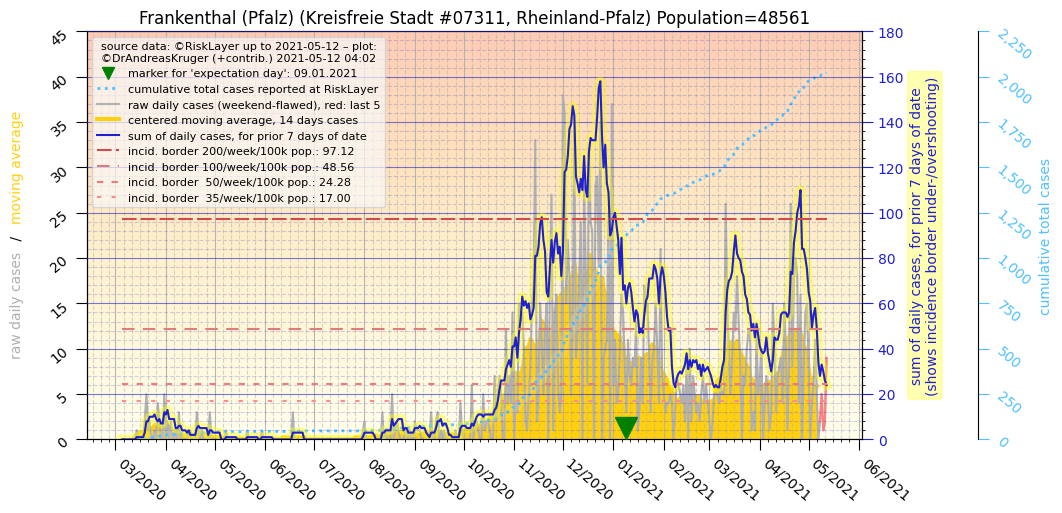 Frankenthal (Pfalz) (Kreisfreie Stadt #07311, Rheinland-Pfalz) Population=48561
source data: ©RiskLayer up to 2021-05-12 – plot:
©DrAndreasKruger (+contrib.) 2021-05-12 04:02
marker for 'expectation day': 09.01.2021
cumulative total cases reported at RiskLayer
raw daily cases (weekend-flawed), red: last 5
centered moving average, 14 days cases
sum of daily cases, for prior 7 days of date
incid. border 200/week/100k pop.: 97.12
incid. border 100/week/100k pop.: 48.56
incid. border  50/week/100k pop.: 24.28
incid. border  35/week/100k pop.: 17.00
raw daily cases / moving average
45
40
35
30
25
20
15
10
5
0
180
160
140
120
100
80
60
40
20
0
sum of daily cases, for prior 7 days of date
(shows incidence border under-/overshooting)
2,250
2,000
1,750
1,500
1,250
1,000
750
500
250
0
cumulative total cases
03/2020
04/2020
05/2020
06/2020
07/2020
08/2020
09/2020
10/2020
11/2020
12/2020
01/2021
02/2021
03/2021
04/2021
05/2021
06/2021